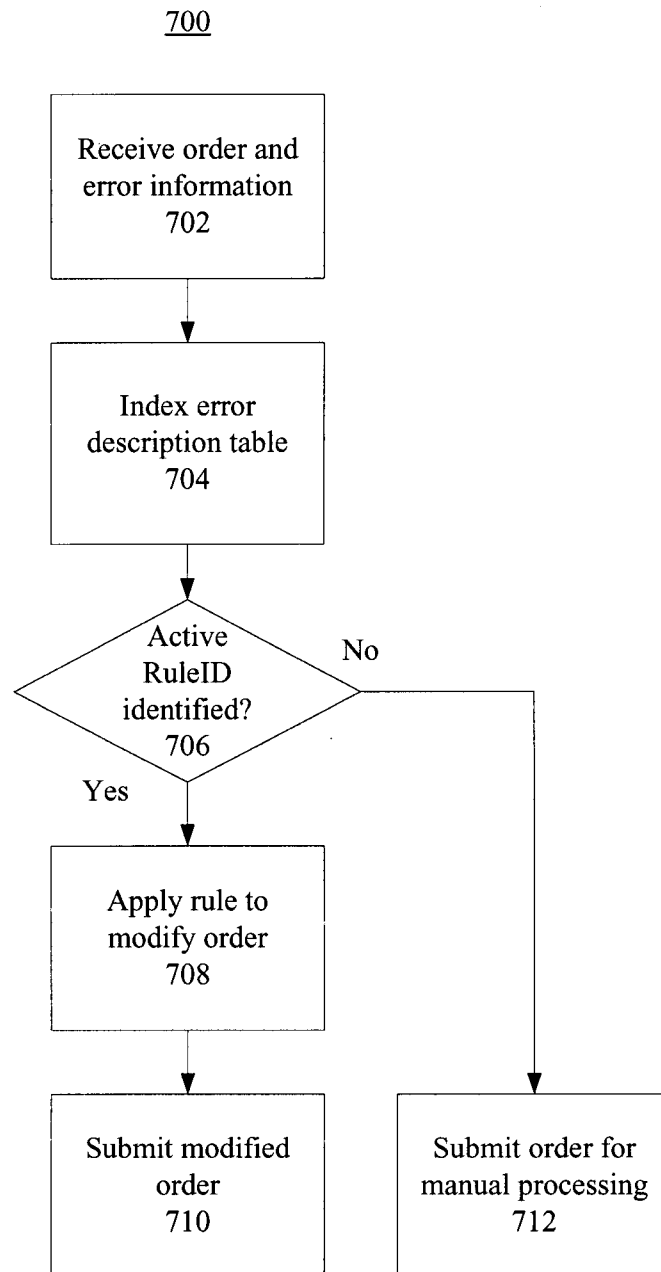 700
Receive order and
error information
702
Index error
description table
704
Active
RuleID
identified?
706
No
Yes
Apply rule to
modify order
708
Submit modified
order
710
Submit order for
manual processing
712